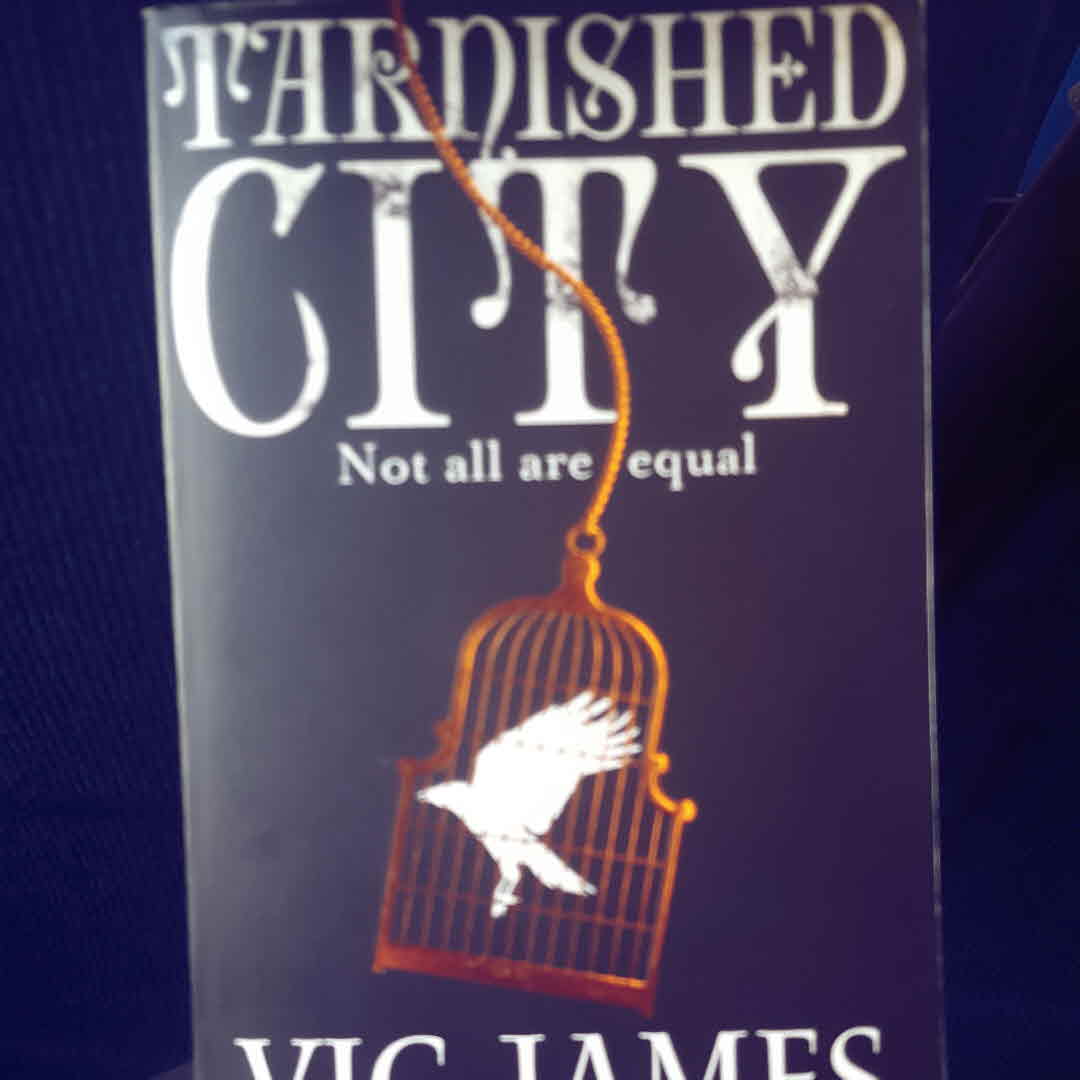 TARNISHED
CITY
Not all are equal
VIC JAMES